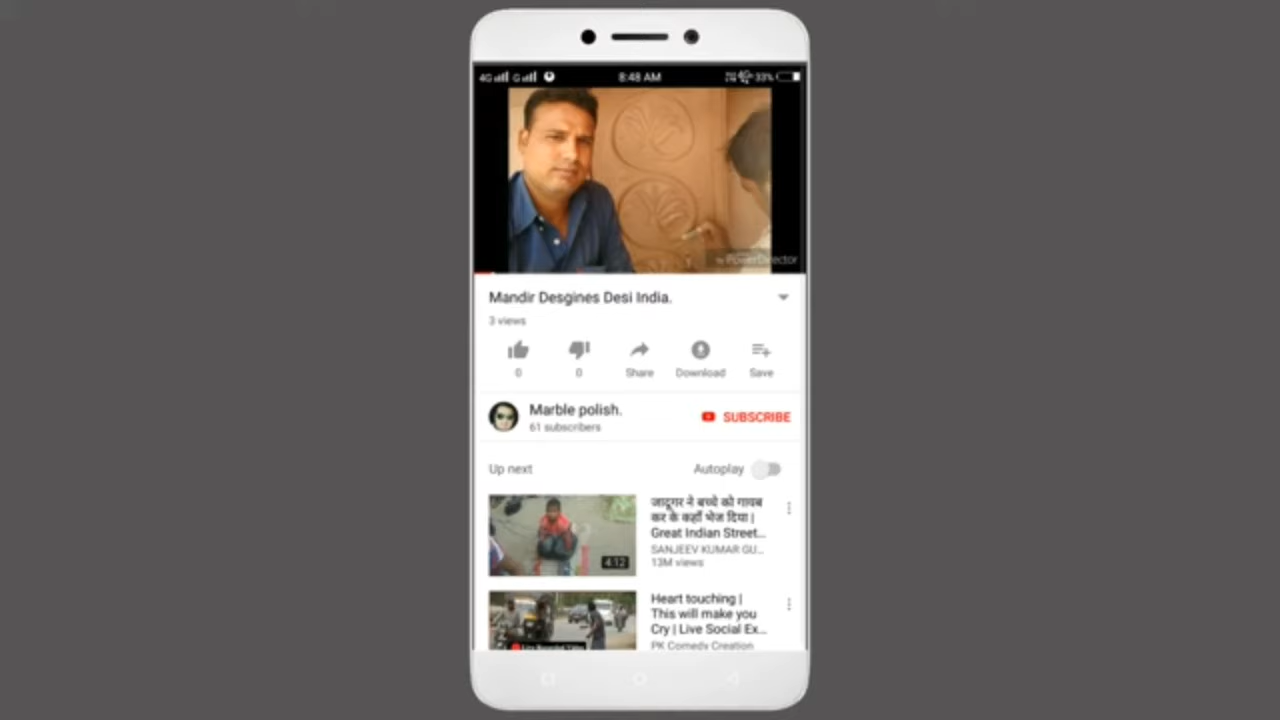 4G
G
8:48 AM
33%
by PowerDirector
Mandir Desgines Desi India.
3 views
0
0
Share
Download
Save
Marble polish.
61 subscribers
SUBSCRIBE
Up next
Autoplay
जादूगर ने बच्चे को गायब
कर के कहाँ भेज दिया |
Great Indian Street...
SANJEEV KUMAR GU...
13M views
4:12
Heart touching |
This will make you
Cry | Live Social Ex...
PK Comedy Creation